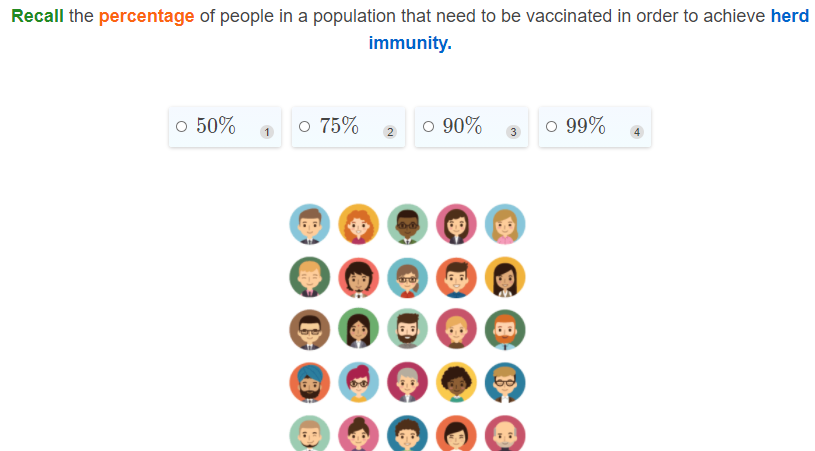 Recall the percentage of people in a population that need to be vaccinated in order to achieve herd
immunity.
50% 1 75% 2 90% 3 99% 4